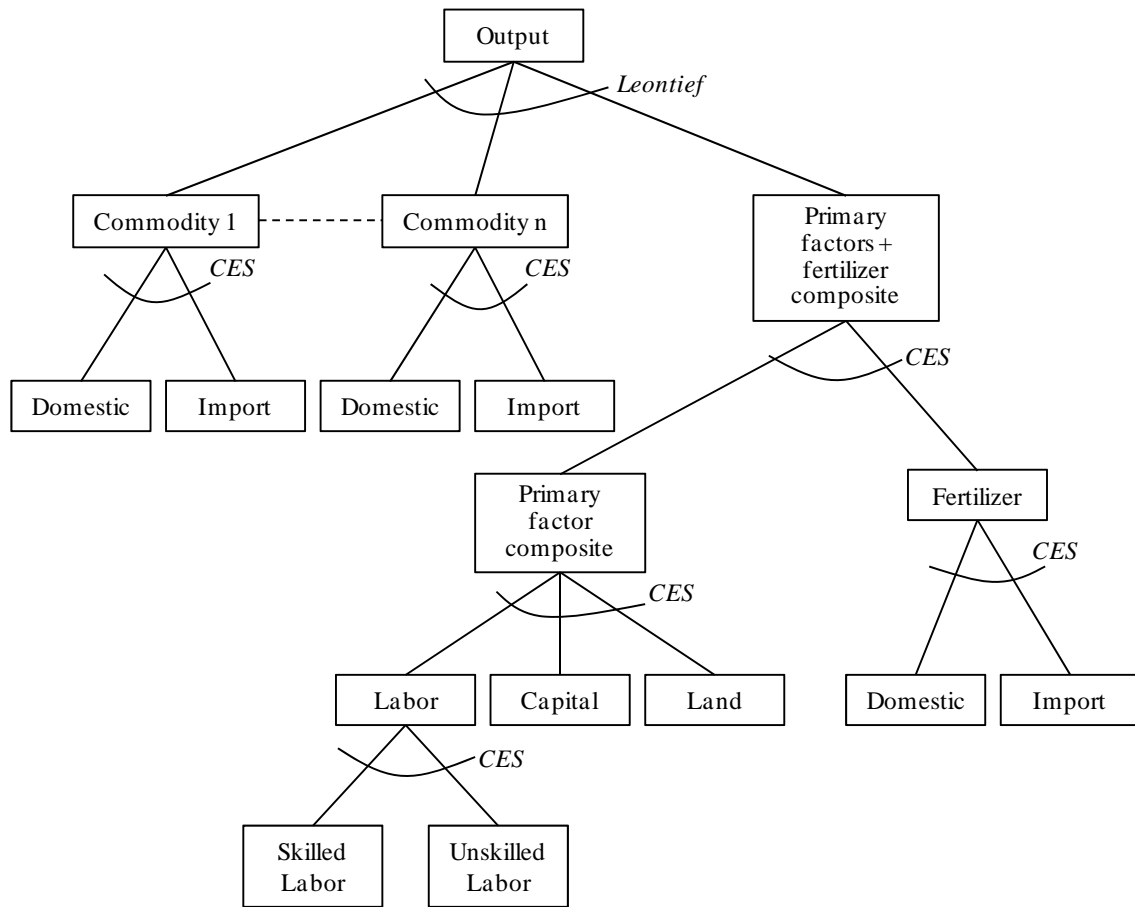 Output
Leontief
Commodity 1
Commodity n
Primary
factors +
fertilizer
composite
CES
CES
CES
Domestic
Import
Domestic
Import
Primary
factor
composite
Fertilizer
CES
CES
Labor
Capital
Land
Domestic
Import
CES
Skilled
Labor
Unskilled
Labor